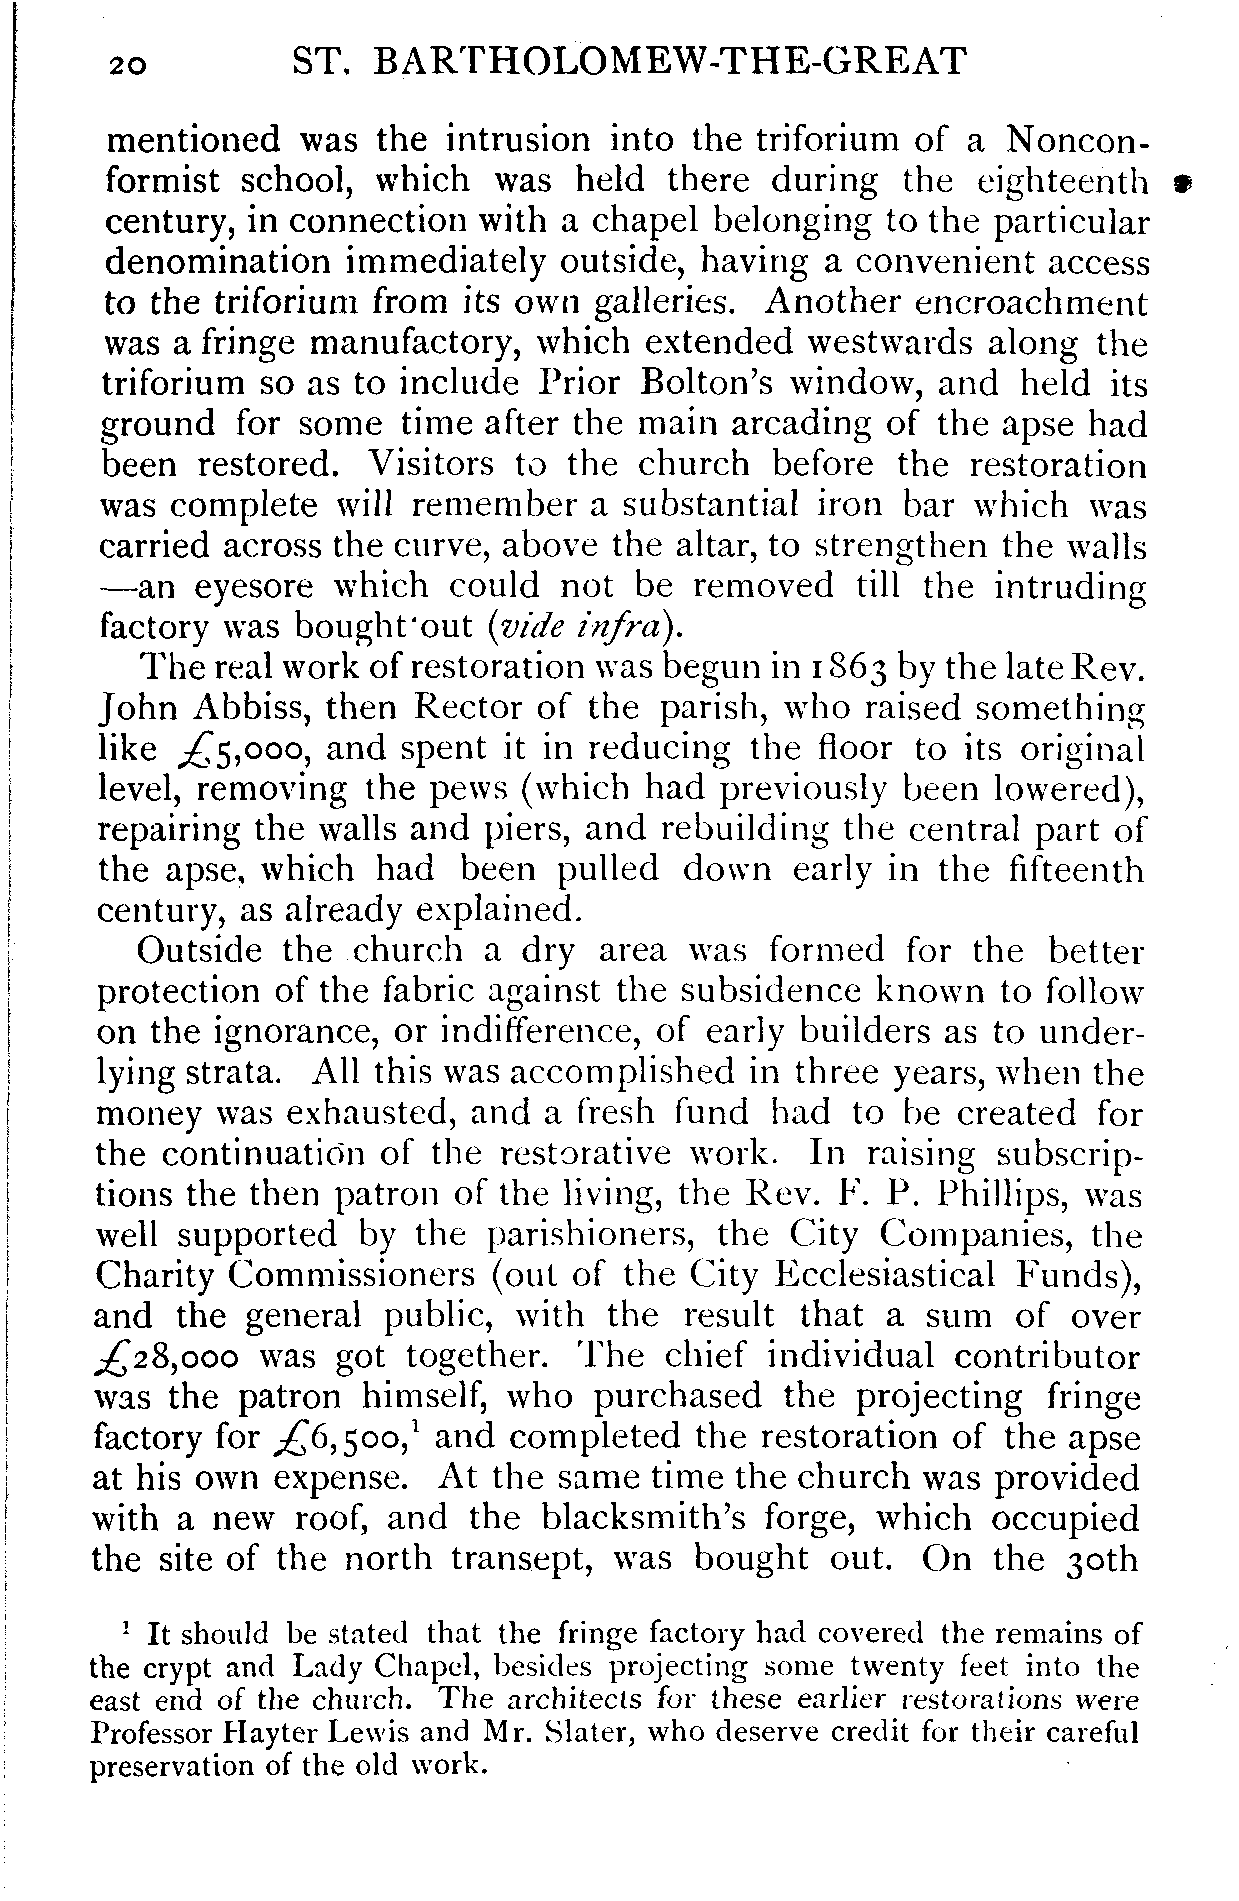 20 ST. BARTHOLOMEW-THE-GREAT
mentioned was the intrusion into the triforium of a Noncon-
formist school, which was held there during the eighteenth
century, in connection with a chapel belonging to the particular
denomination immediately outside, having a convenient access
to the triforium from its own galleries. Another encroachment
was a fringe manufactory, which extended westwards along the
triforium so as to include Prior Bolton's window, and held its
ground for some time after the main arcading of the apse had
been restored. Visitors to the church before the restoration
was complete will remember a substantial iron bar which was
carried across the curve, above the altar, to strengthen the walls
—an eyesore which could not be removed till the intruding
factory was bought out (vide infra).
The real work of restoration was begun in 1863 by the late Rev.
John Abbiss, then Rector of the parish, who raised something
like £5,000, and spent it in reducing the floor to its original
level, removing the pews (which had previously been lowered),
repairing the walls and piers, and rebuilding the central part of
the apse, which had been pulled down early in the fifteenth
century, as already explained.
Outside the church a dry area was formed for the better
protection of the fabric against the subsidence known to follow
on the ignorance, or indifference, of early builders as to under-
lying strata. All this was accomplished in three years, when the
money was exhausted, and a fresh fund had to be created for
the continuation of the restorative work. In raising subscrip-
tions the then patron of the living, the Rev. F. P. Phillips, was
well supported by the parishioners, the City Companies, the
Charity Commissioners (out of the City Ecclesiastical Funds),
and the general public, with the result that a sum of over
£28,000 was got together. The chief individual contributor
was the patron himself, who purchased the projecting fringe
factory for £6,500,¹ and completed the restoration of the apse
at his own expense. At the same time the church was provided
with a new roof, and the blacksmith's forge, which occupied
the site of the north transept, was bought out. On the 30th
¹ It should be stated that the fringe factory had covered the remains of
the crypt and Lady Chapel, besides projecting some twenty feet into the
east end of the church. The architects for these earlier restorations were
Professor Hayter Lewis and Mr. Slater, who deserve credit for their careful
preservation of the old work.